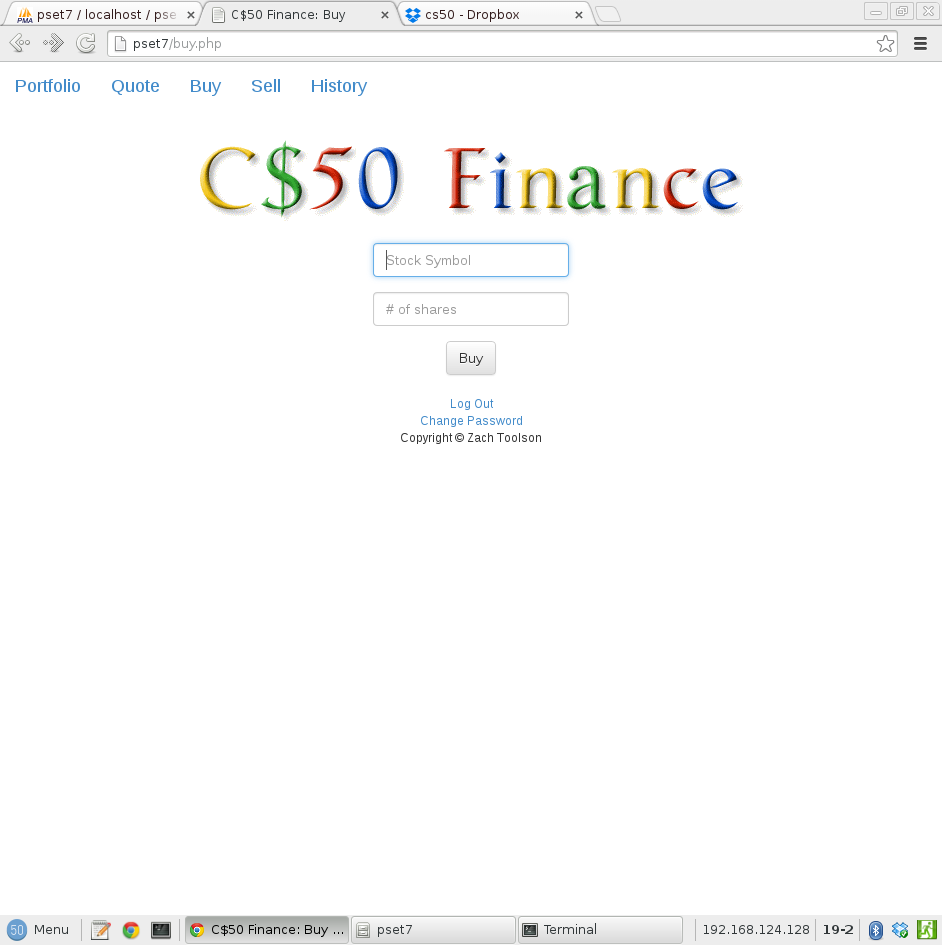 PMA pset7 / localhost / pse
C$50 Finance: Buy
cs50 - Dropbox
pset7/buy.php
Portfolio Quote Buy Sell History
C$50 Finance
Stock Symbol
# of shares
Buy
Log Out
Change Password
Copyright © Zach Toolson
50 Menu C$50 Finance: Buy ... pset7 Terminal 192.168.124.128 19-2